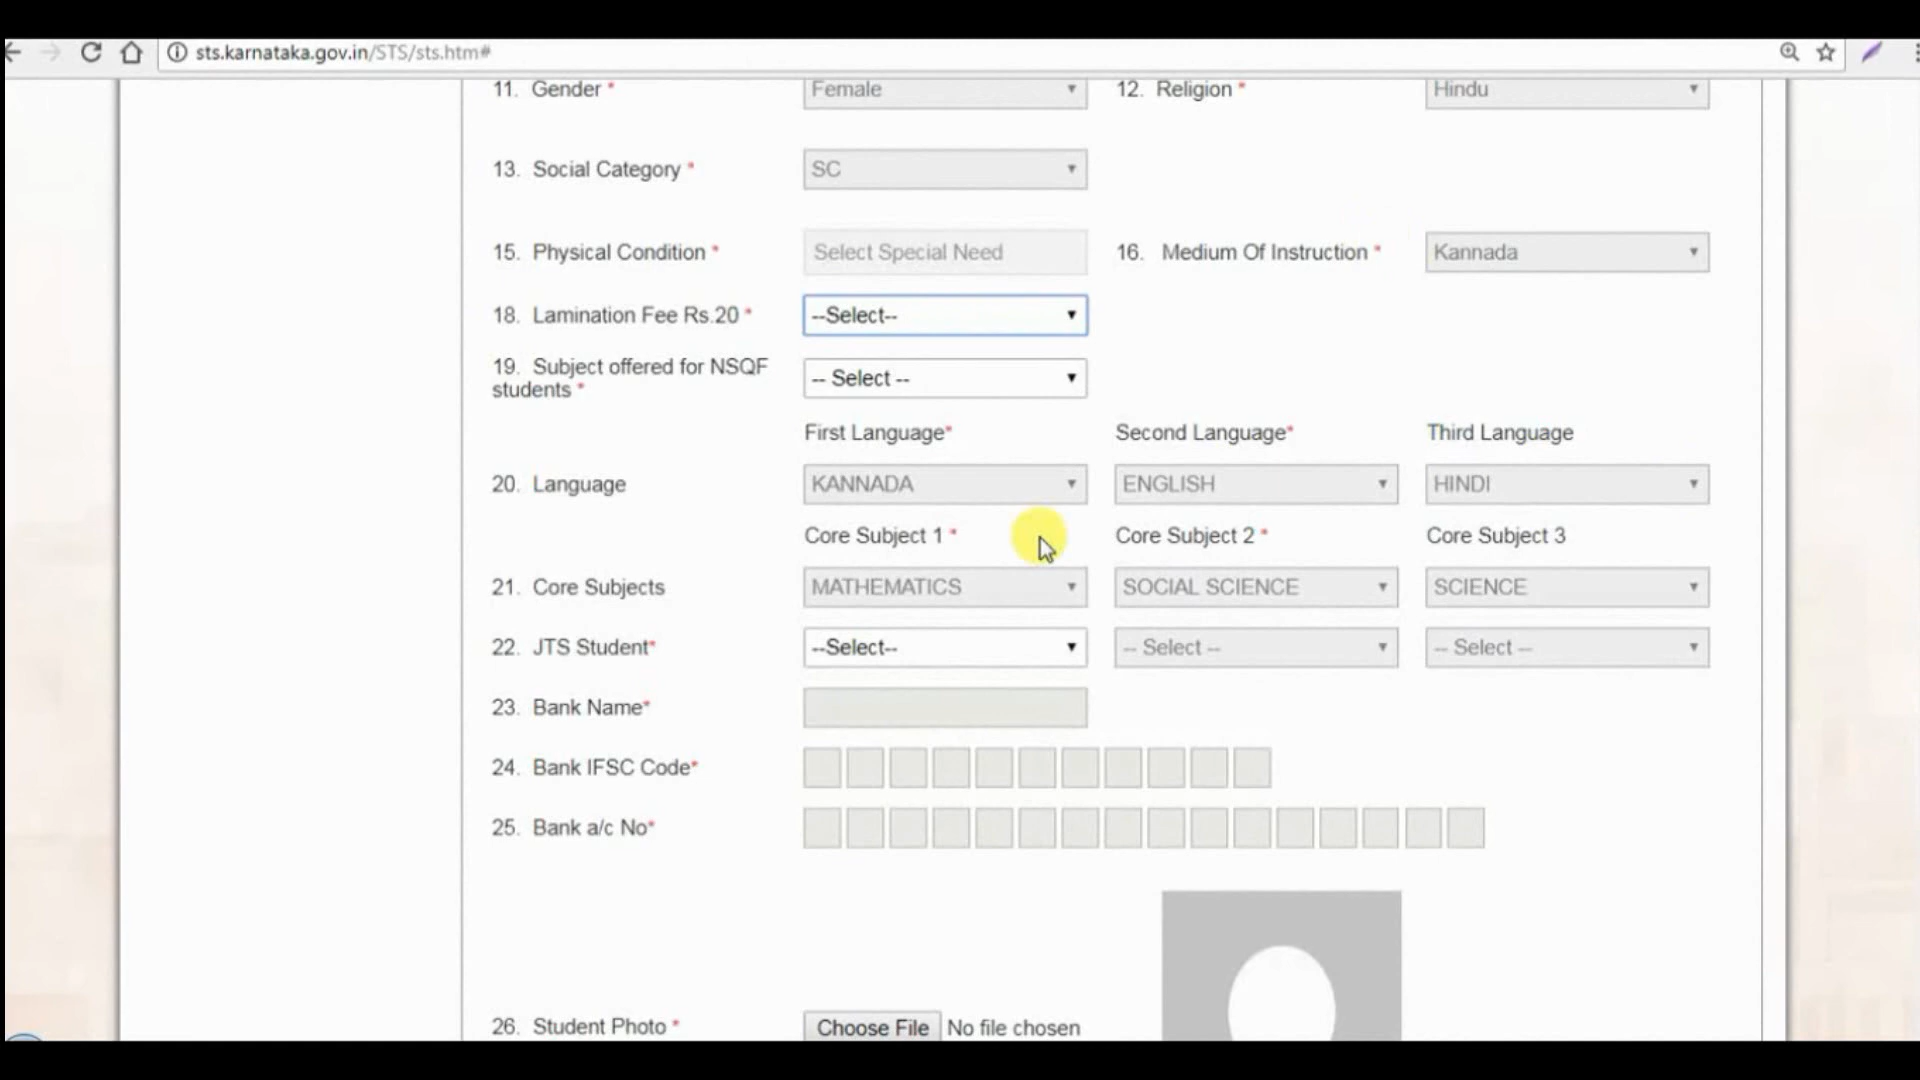 sts.karnataka.gov.in/STS/sts.htm#
11. Gender * Female 12. Religion * Hindu
13. Social Category * SC
15. Physical Condition * Select Special Need 16. Medium Of Instruction * Kannada
18. Lamination Fee Rs.20 * --Select--
19. Subject offered for NSQF
students * -- Select --
First Language* Second Language* Third Language
20. Language KANNADA ENGLISH HINDI
Core Subject 1 * Core Subject 2 * Core Subject 3
21. Core Subjects MATHEMATICS SOCIAL SCIENCE SCIENCE
22. JTS Student* --Select-- -- Select -- -- Select --
23. Bank Name*
24. Bank IFSC Code*
25. Bank a/c No*
26. Student Photo * Choose File No file chosen